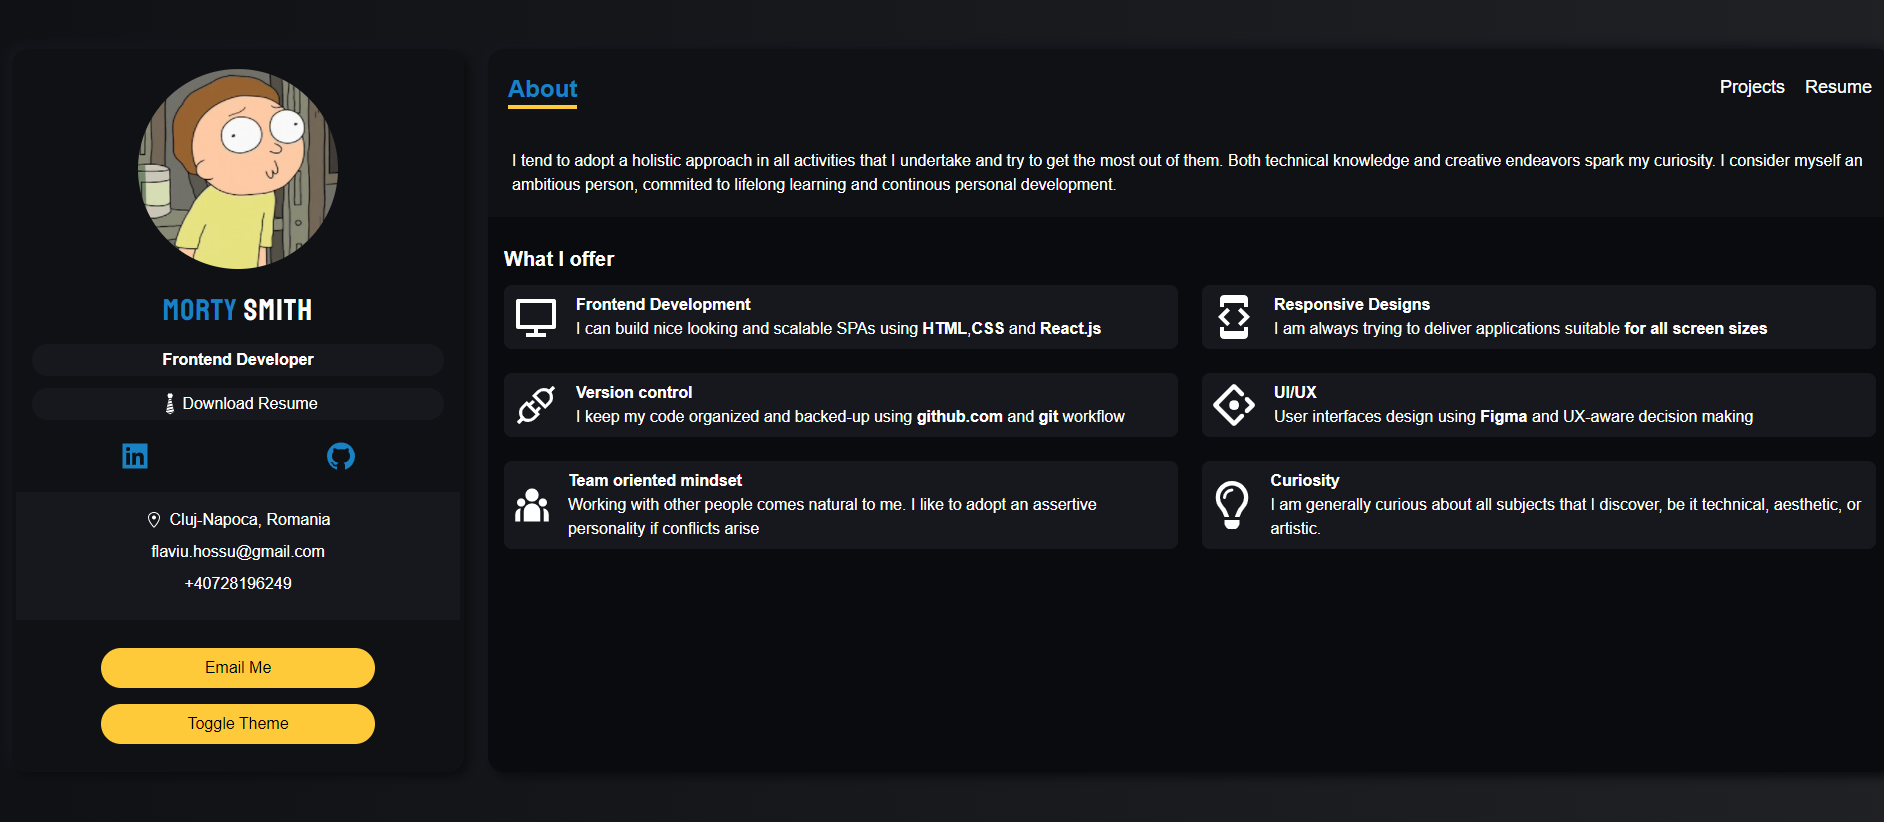 MORTY SMITH
Frontend Developer
Download Resume
in
Cluj-Napoca, Romania
flaviu.hossu@gmail.com
+40728196249
Email Me
Toggle Theme
About
Projects
Resume
I tend to adopt a holistic approach in all activities that I undertake and try to get the most out of them. Both technical knowledge and creative endeavors spark my curiosity. I consider myself an
ambitious person, commited to lifelong learning and continous personal development.
What I offer
Frontend Development
I can build nice looking and scalable SPAs using HTML,CSS and React.js
Responsive Designs
I am always trying to deliver applications suitable for all screen sizes
Version control
I keep my code organized and backed-up using github.com and git workflow
UI/UX
User interfaces design using Figma and UX-aware decision making
Team oriented mindset
Working with other people comes natural to me. I like to adopt an assertive
personality if conflicts arise
Curiosity
I am generally curious about all subjects that I discover, be it technical, aesthetic, or
artistic.